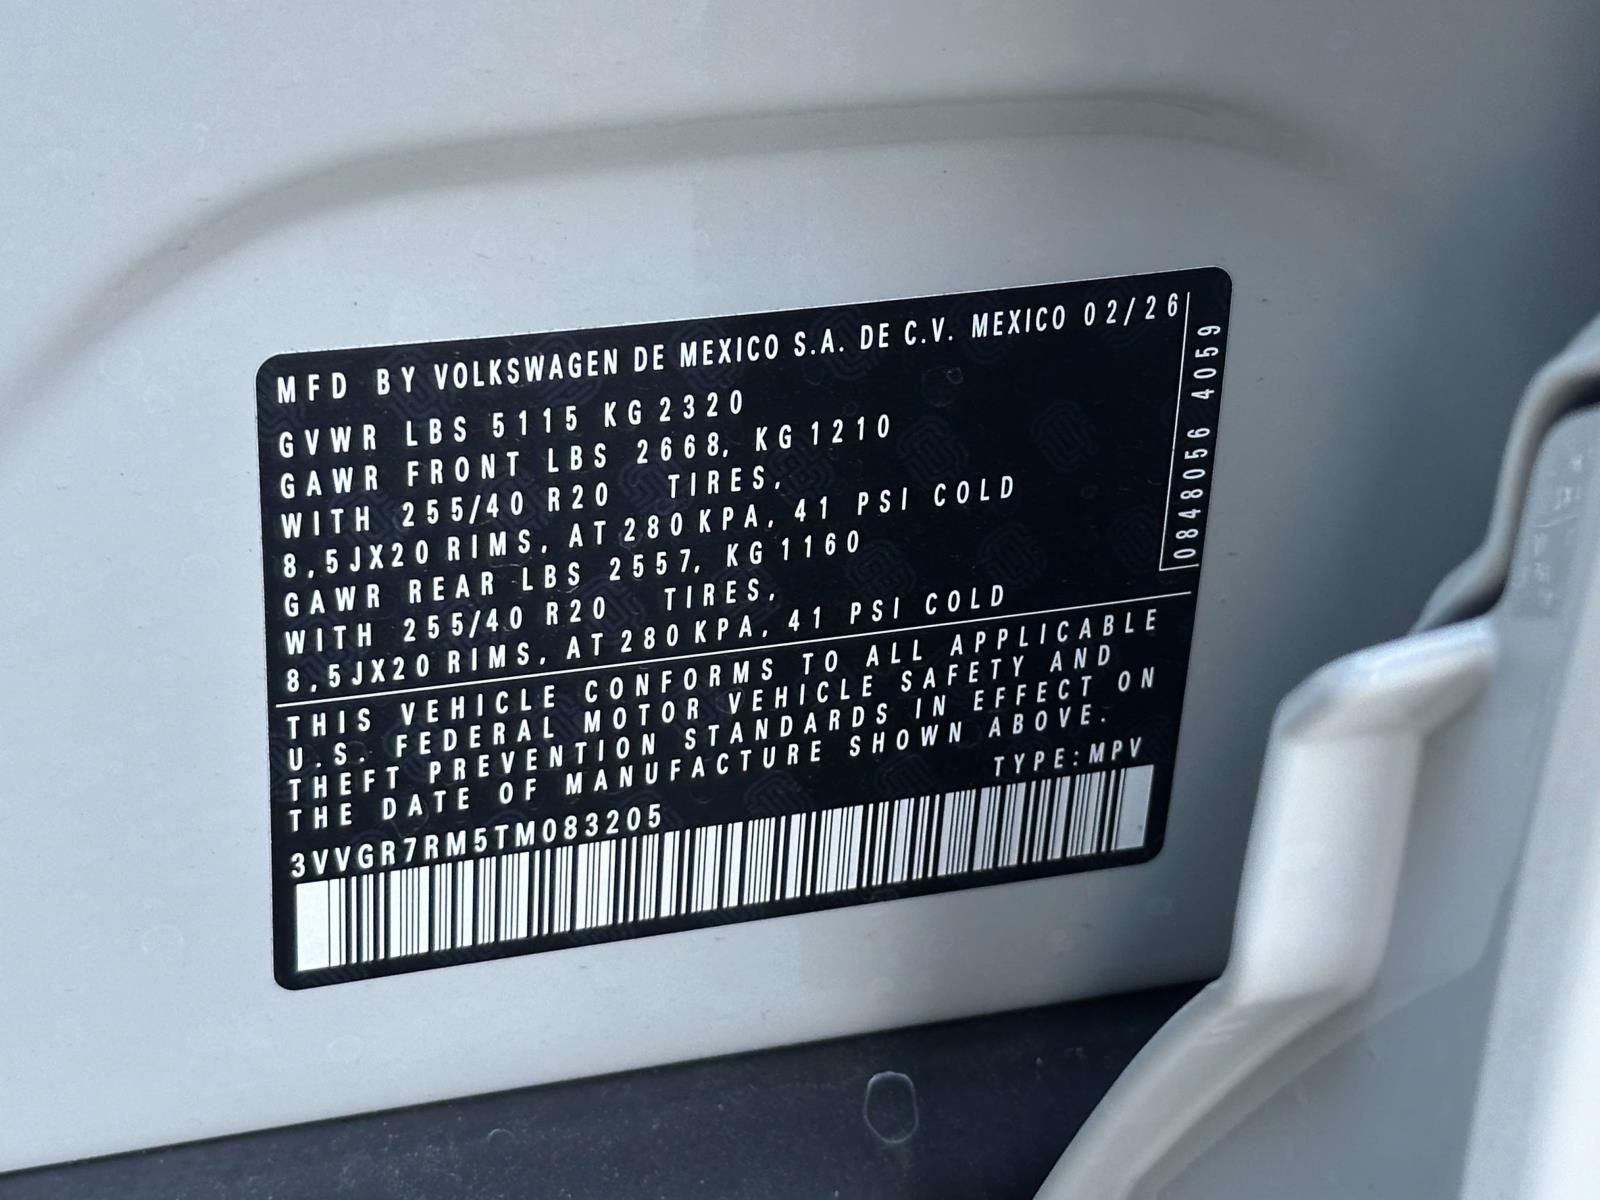 MFD BY VOLKSWAGEN DE MEXICO S.A. DE C.V. MEXICO 02/26
GVWR LBS 5115 KG 2320
GAWR FRONT LBS 2668, KG 1210
WITH 255/40 R20 TIRES,
8,5JX20 RIMS, AT 280 KPA, 41 PSI COLD
GAWR REAR LBS 2557, KG 1160
WITH 255/40 R20 TIRES,
8,5JX20 RIMS, AT 280 KPA, 41 PSI COLD
0848056 4059
THIS VEHICLE CONFORMS TO ALL APPLICABLE
U.S. FEDERAL MOTOR VEHICLE SAFETY AND
THEFT PREVENTION STANDARDS IN EFFECT ON
THE DATE OF MANUFACTURE SHOWN ABOVE.
3VVGR7RM5TM083205 TYPE:MPV